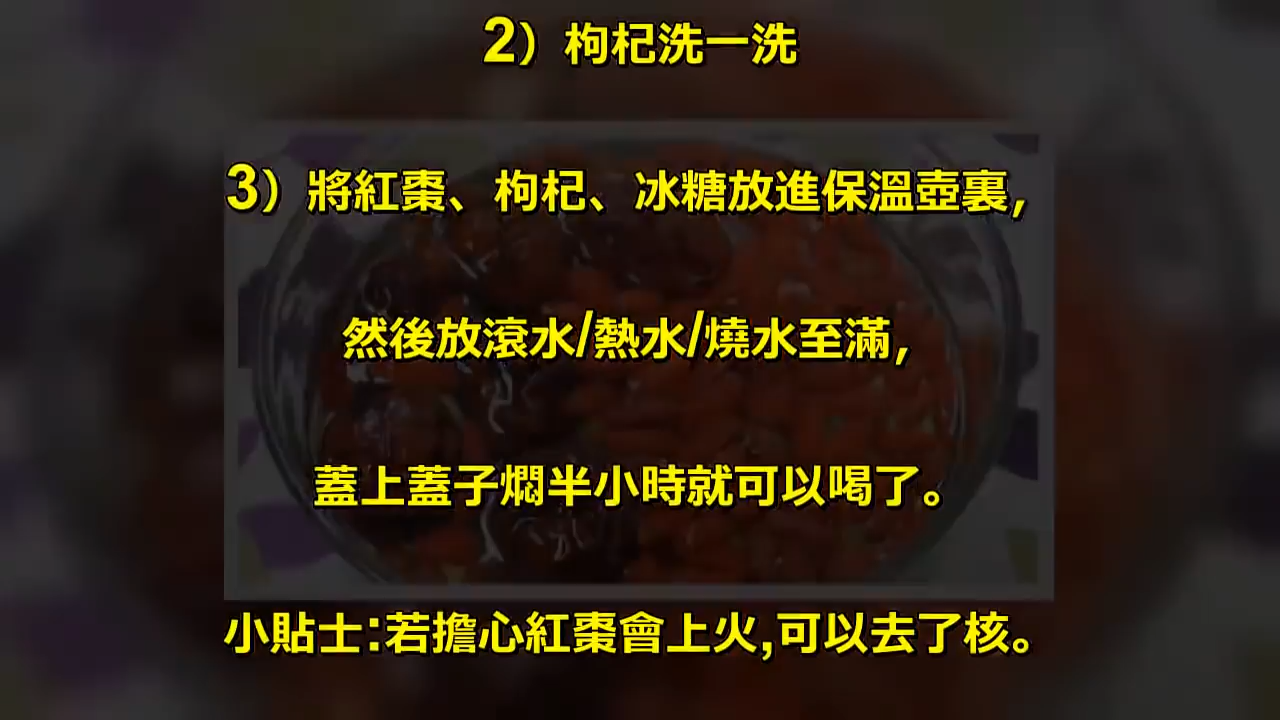 2）枸杞洗一洗
3）將紅棗、枸杞、冰糖放進保溫壺裏,
然後放滾水/熱水/燒水至滿,
蓋上蓋子燜半小時就可以喝了。
小貼士:若擔心紅棗會上火,可以去了核。